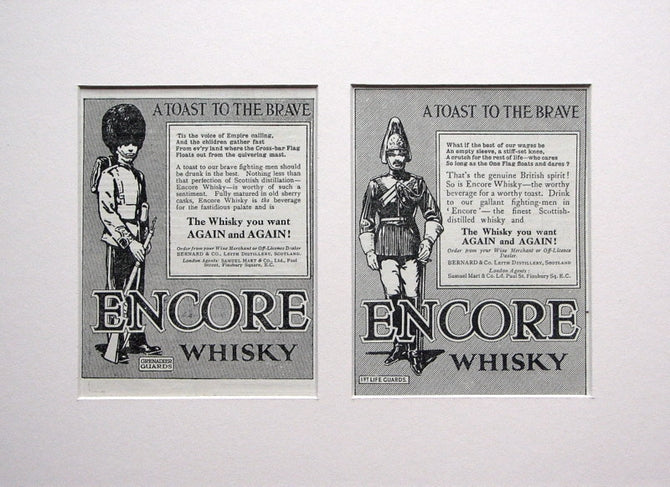 A TOAST TO THE BRAVE
'Tis the voice of Empire calling,
And the children gather fast
From ev'ry land where the Cross-bar Flag
Floats out from the quivering mast.
A toast to our brave fighting men should
be drunk in the best. Nothing less than
that perfection of Scottish distillation—
Encore Whisky—is worthy of such a
sentiment. Fully matured in old sherry
casks, Encore Whisky is the beverage
for the fastidious palate and is
The Whisky you want
AGAIN and AGAIN!
Order from your Wine Merchant or Off-Licence Dealer
BERNARD & CO., LEITH DISTILLERY, SCOTLAND.
London Agents: SAMUEL MART & CO., LTD., Paul
Street, Finsbury Square, E.C.
ENCORE
WHISKY
GRENADIER
GUARDS
A TOAST TO THE BRAVE
What if the best of our wages be
An empty sleeve, a stiff-set knee,
A crutch for the rest of life—who cares
So long as the One Flag floats and dares?
That's the genuine British spirit!
So is Encore Whisky—the worthy
beverage for a worthy toast. Drink
to our gallant fighting-men in
'Encore'—the finest Scottish-
distilled whisky and
The Whisky you want
AGAIN and AGAIN!
Order from your Wine Merchant or Off-Licence
Dealer.
BERNARD & Co., LEITH DISTILLERY, SCOTLAND
London Agents:
Samuel Mart & Co. Ld. Paul St. Finsbury Sq. E.C.
ENCORE
WHISKY
1ST LIFE GUARDS.